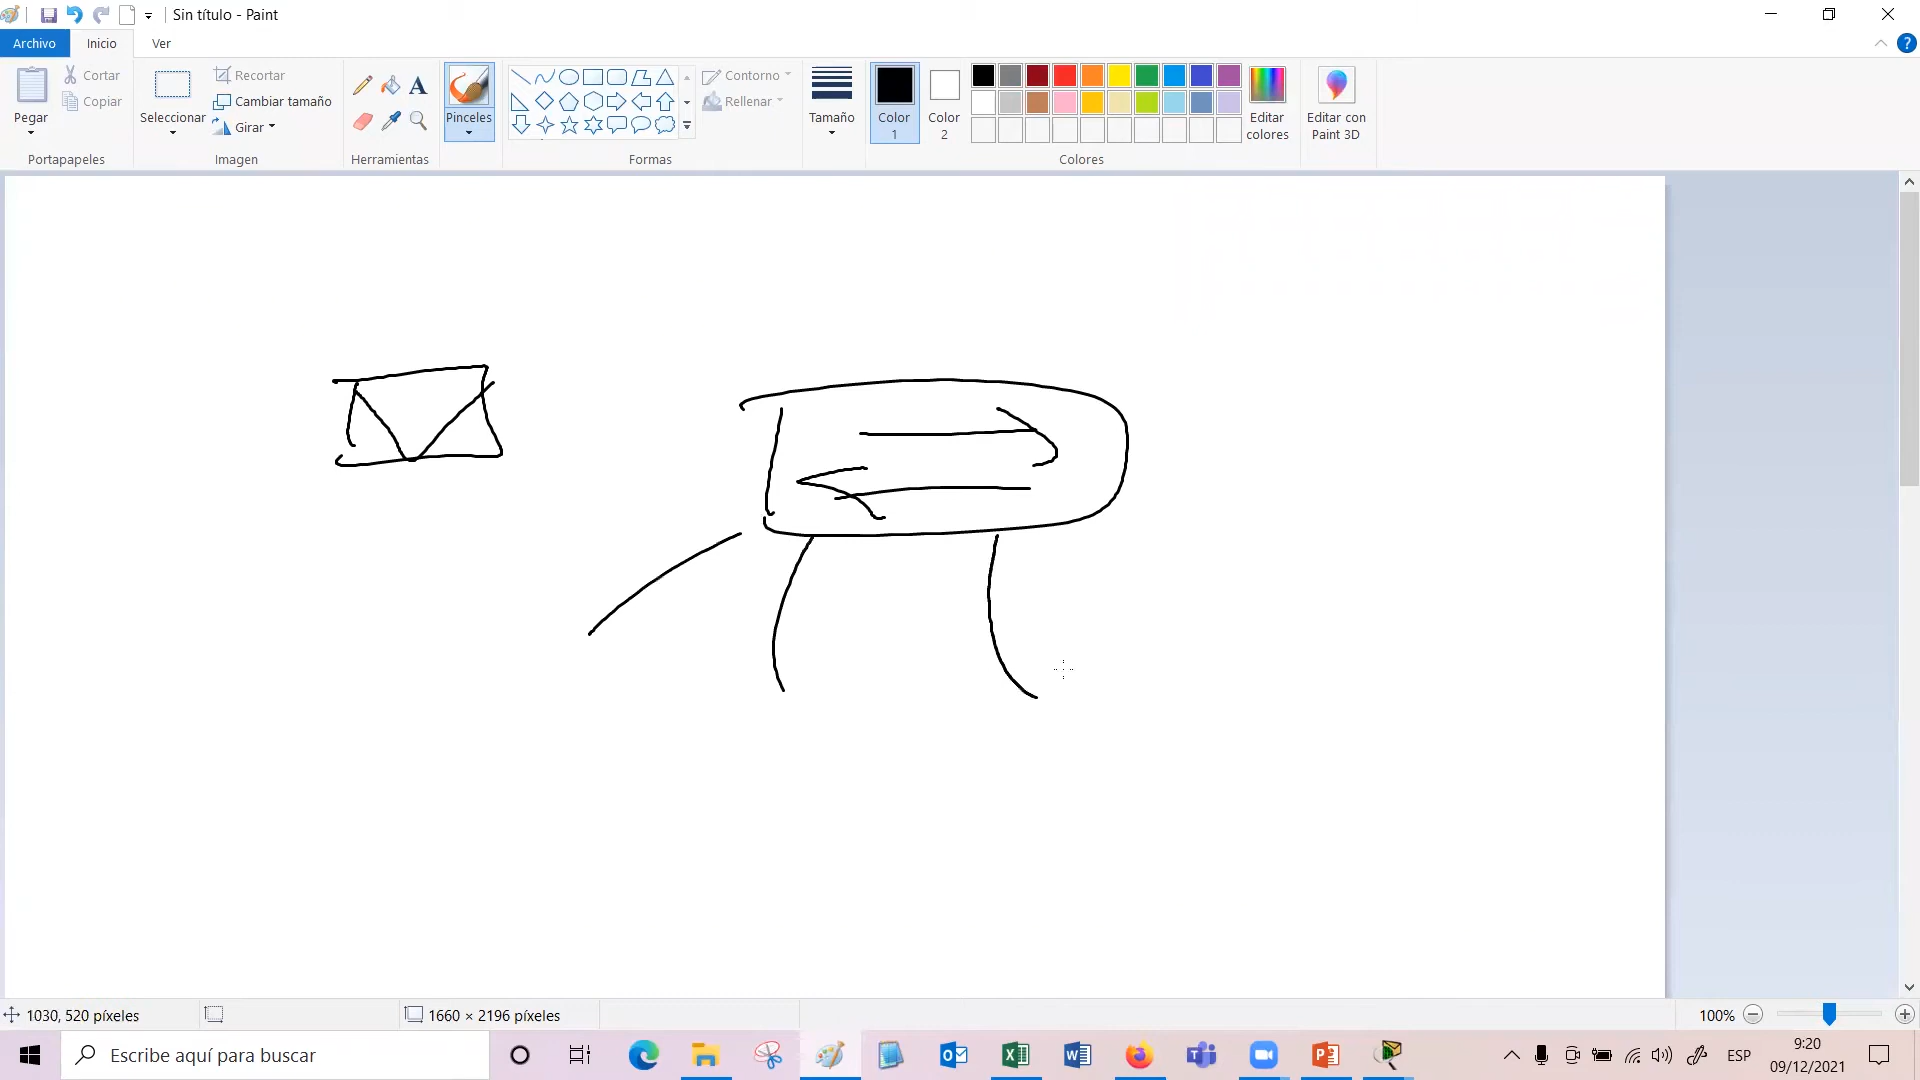 Sin título - Paint
Archivo
Inicio
Ver
Pegar
Cortar
Copiar
Portapapeles
Seleccionar
Recortar
Cambiar tamaño
Girar
Imagen
A
Herramientas
Pinceles
Contorno
Rellenar
Formas
Tamaño
Color
1
Color
2
Editar
colores
Colores
Editar con
Paint 3D
1030, 520 píxeles
1660 × 2196 píxeles
100%
Escribe aquí para buscar
ESP
9:20
09/12/2021